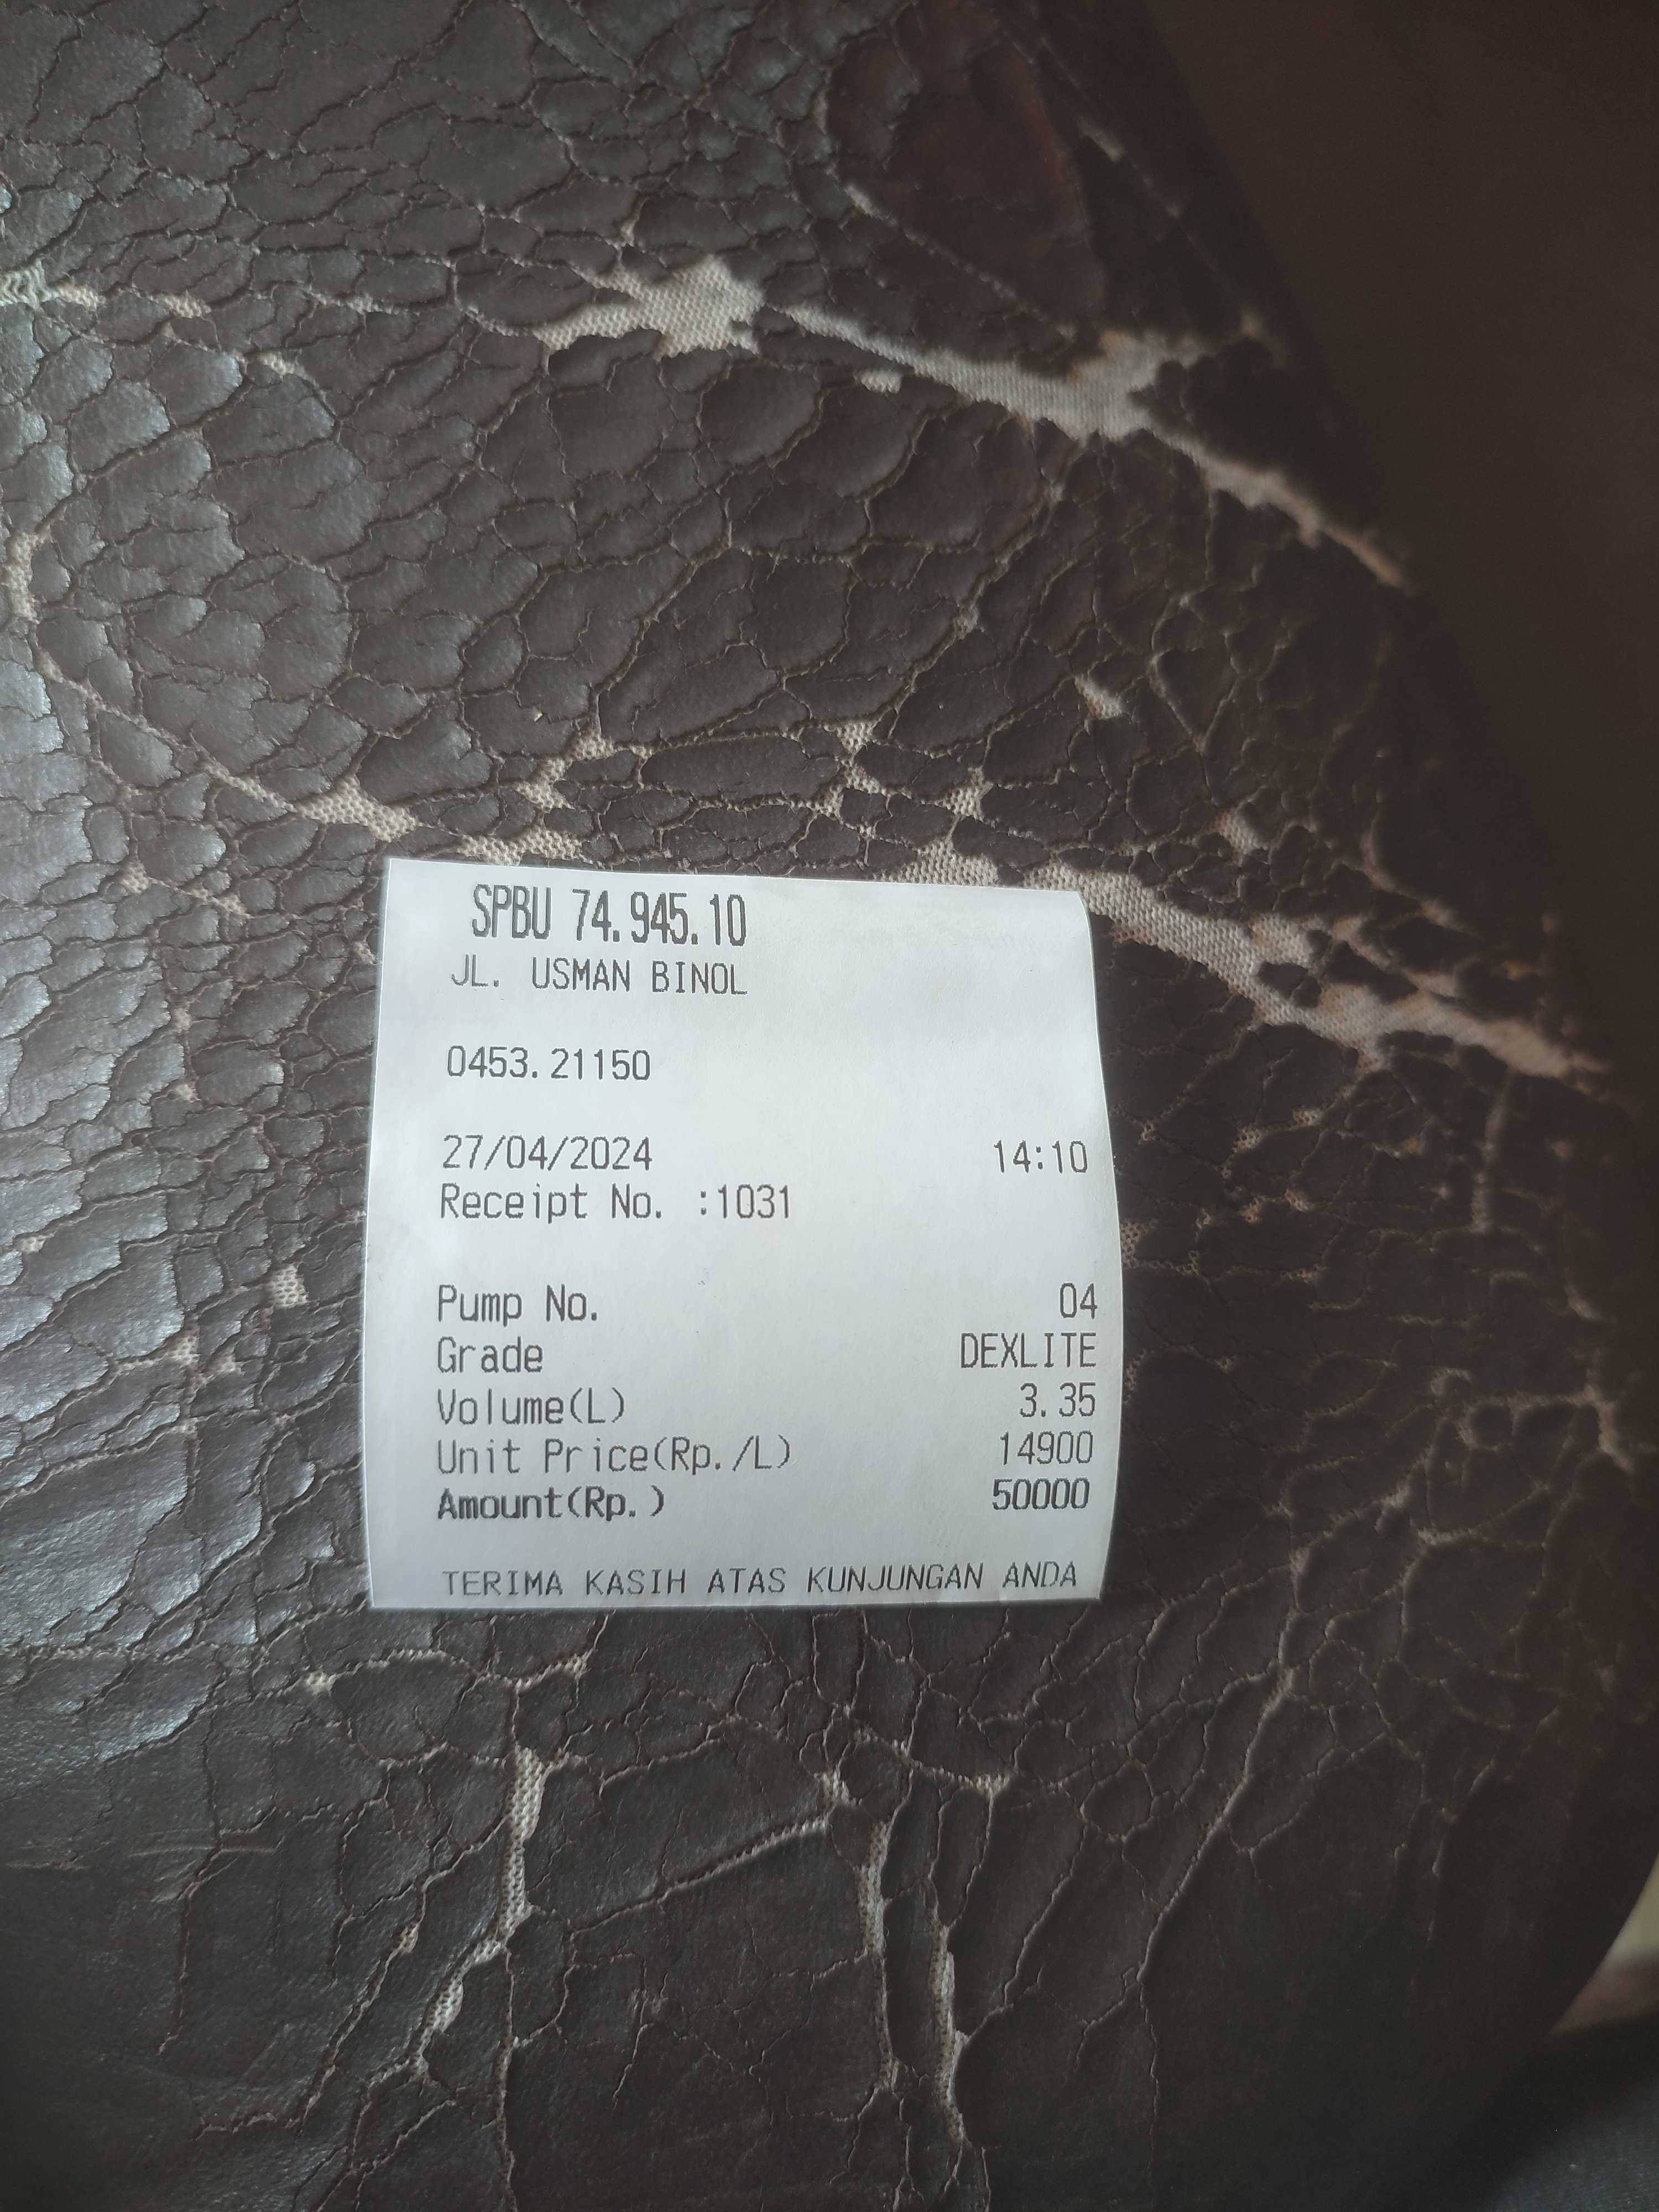 SPBU 74.945.10
JL. USMAN BINOL
0453.21150
27/04/2024 14:10
Receipt No. :1031
Pump No. 04
Grade DEXLITE
Volume(L) 3.35
Unit Price(Rp./L) 14900
Amount(Rp.) 50000
TERIMA KASIH ATAS KUNJUNGAN ANDA